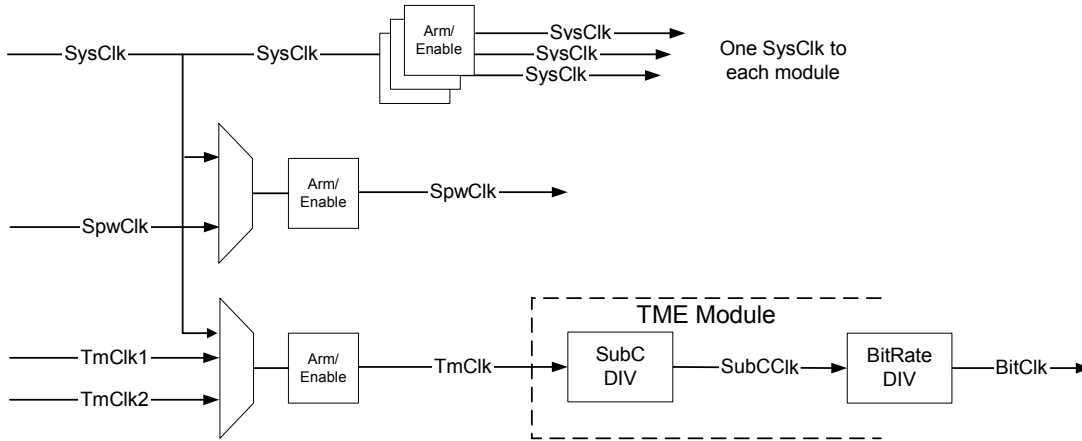 SysClk
SysClk
Arm/
Enable
SysClk
SysClk
SysClk
One SysClk to
each module
SpwClk
Arm/
Enable
SpwClk
TmClk1
TmClk2
Arm/
Enable
TmClk
TME Module
SubC
DIV
SubCClk
BitRate
DIV
BitClk